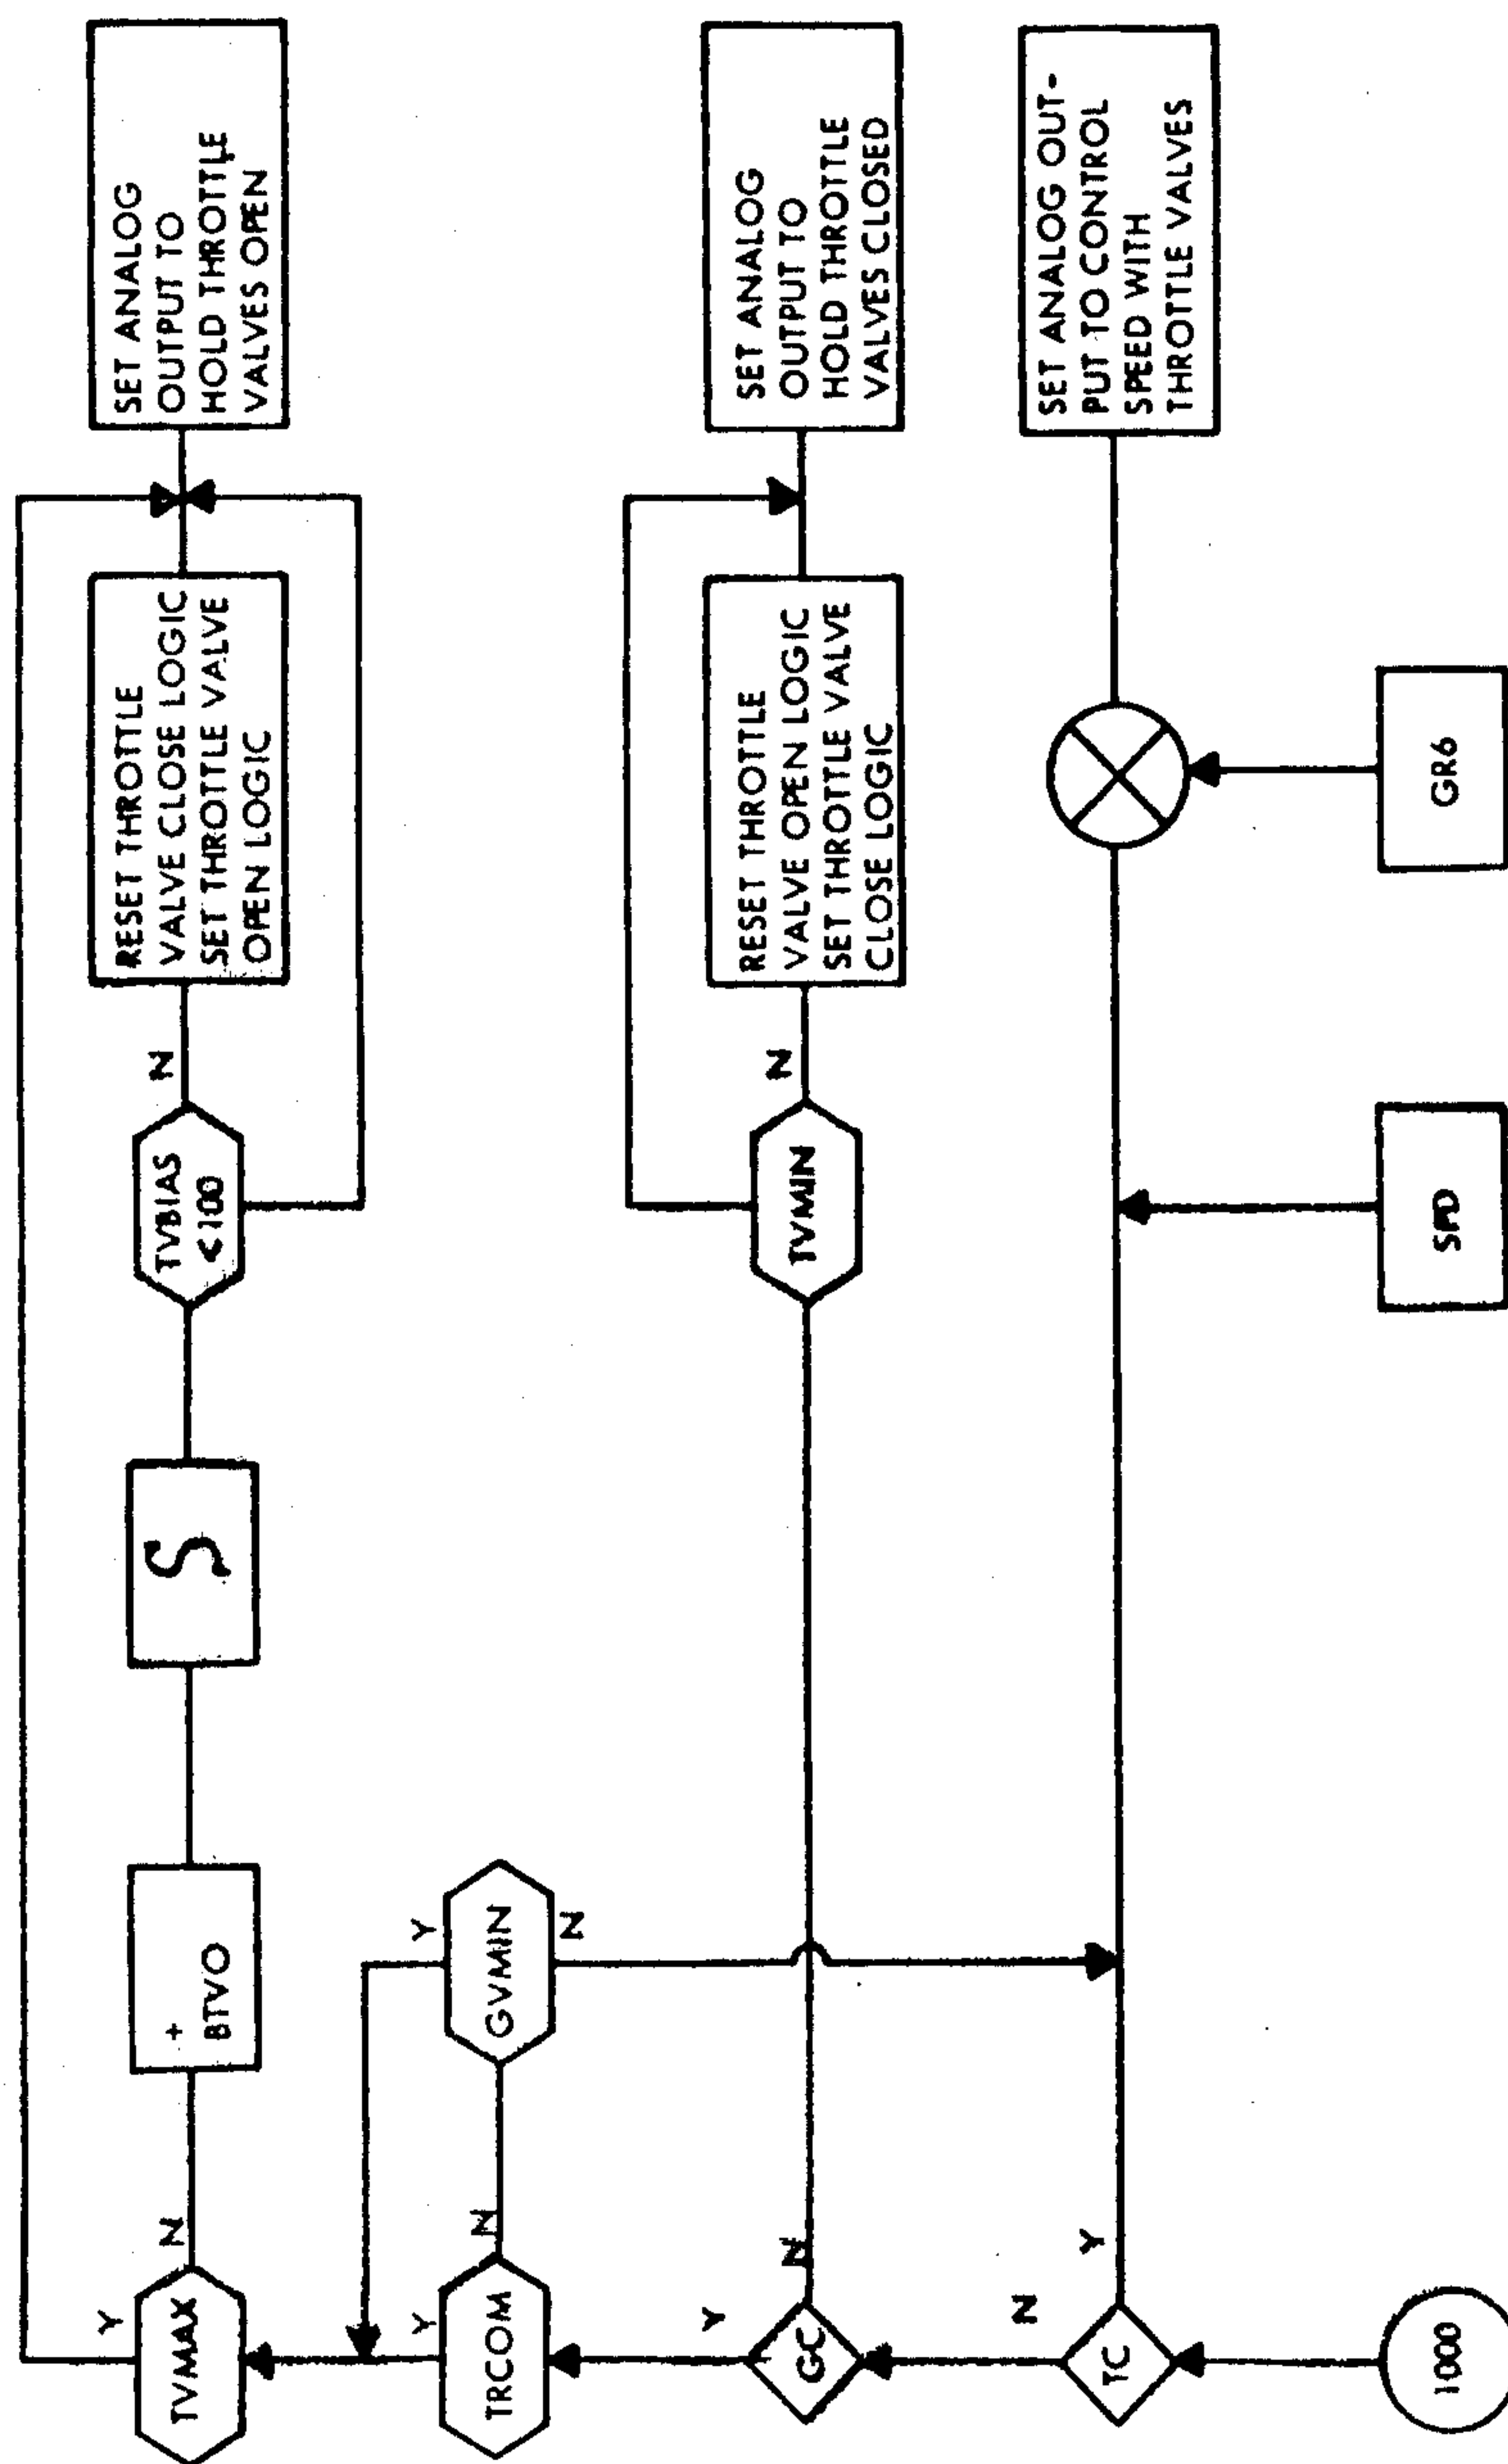 SET ANALOG
OUTPUT TO
HOLD THROTTLE
VALVES OPEN
SET ANALOG
OUTPUT TO
HOLD THROTTLE
VALVES CLOSED
SET ANALOG OUT-
PUT TO CONTROL
SPEED WITH
THROTTLE VALVES
RESET THROTTLE
VALVE CLOSE LOGIC
SET THROTTLE VALVE
OPEN LOGIC
RESET THROTTLE
VALVE OPEN LOGIC
SET THROTTLE VALVE
CLOSE LOGIC
GR6
N
TVBIAS
< 100
N
TVMIN
SPD
∫
+
BTVO
Y
GVMIN
N
Y
N
TVMAX
Y
N
TRCOM
Y
N
GC
N
Y
TC
1000